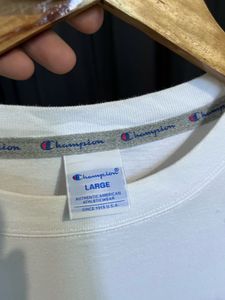 Champion
Champion
Champion
Champion®
LARGE
AUTHENTIC AMERICAN
ATHLETICWEAR
SINCE 1919 U.S.A.